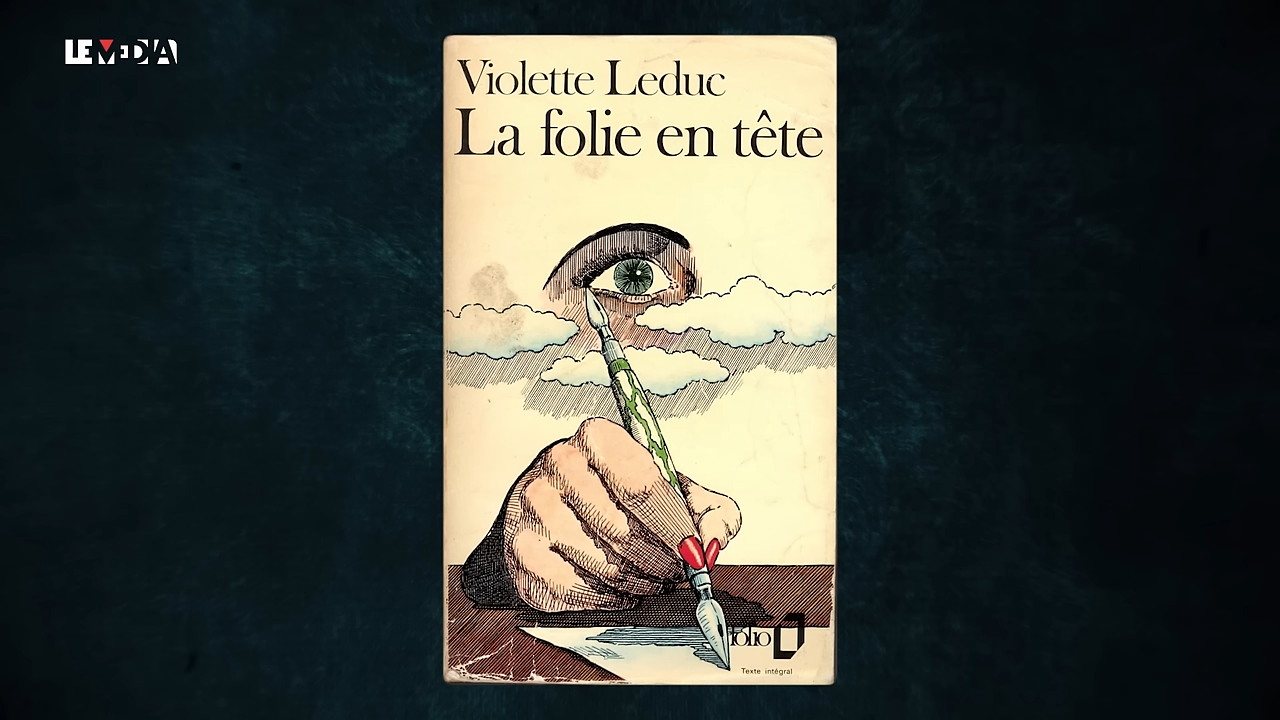 LE MEDIA
Violette Leduc
La folie en tête
folio
Texte intégral